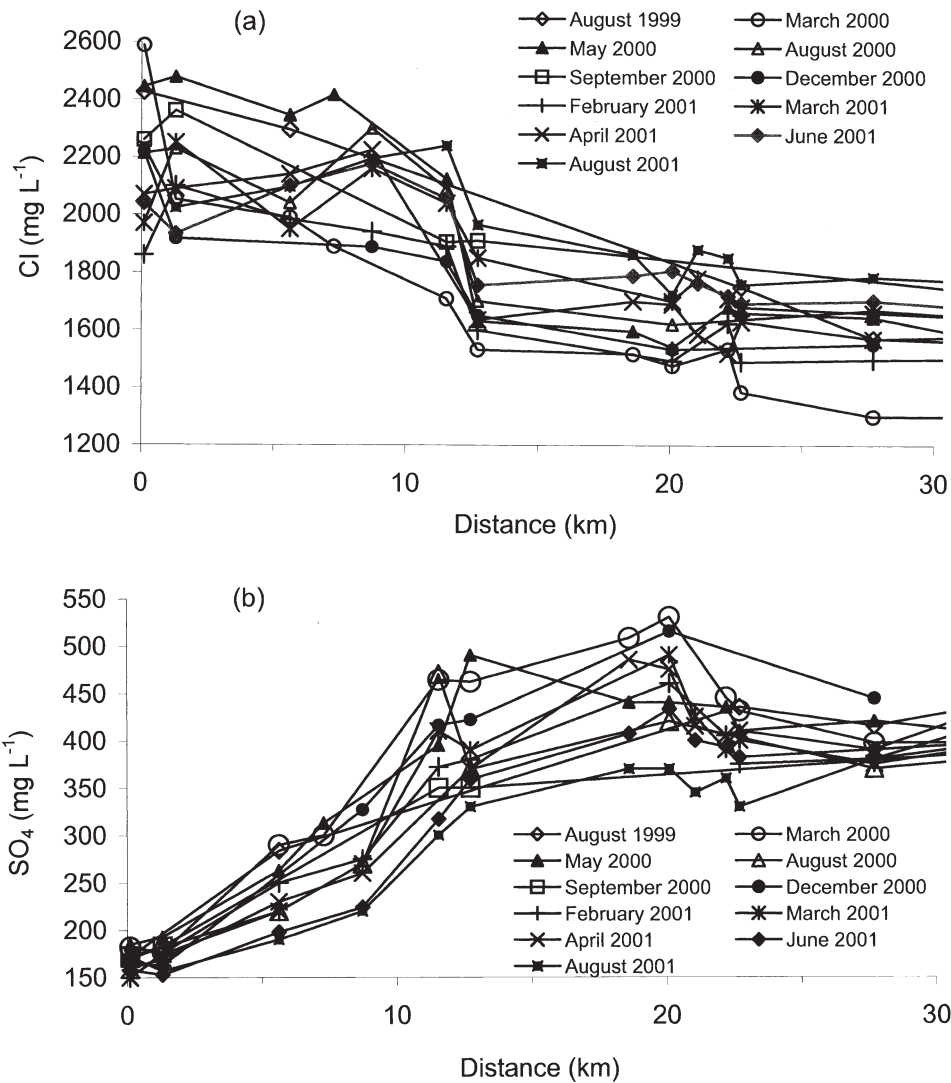 (a)
August 1999 March 2000
May 2000 August 2000
September 2000 December 2000
February 2001 March 2001
April 2001 June 2001
August 2001
2600
2400
2200
2000
1800
1600
1400
1200
Cl (mg L⁻¹)
0 10 20 30
Distance (km)
(b)
550
500
450
400
350
300
250
200
150
SO₄ (mg L⁻¹)
August 1999 March 2000
May 2000 August 2000
September 2000 December 2000
February 2001 March 2001
April 2001 June 2001
August 2001
0 10 20 30
Distance (km)